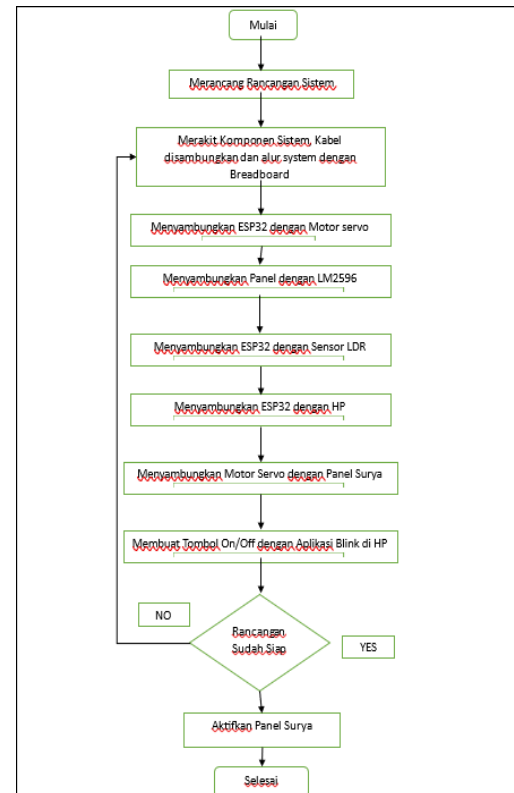 Mulai
Merancang Rancangan Sistem
Merakit Komponen Sistem, Kabel
disambungkan dan alur system dengan
Breadboard
Menyambungkan ESP32 dengan Motor servo
Menyambungkan Panel dengan LM2596
Menyambungkan ESP32 dengan Sensor LDR
Menyambungkan ESP32 dengan HP
Menyambungkan Motor Servo dengan Panel Surya
Membuat Tombol On/Off dengan Aplikasi Blink di HP
NO
Rancangan
Sudah Siap
YES
Aktifkan Panel Surya
Selesai